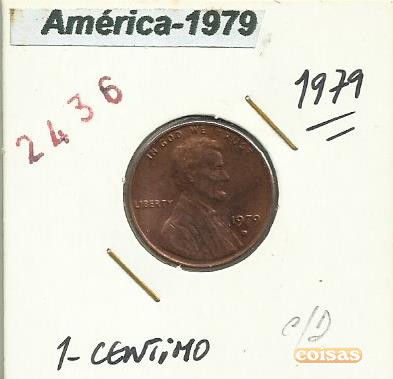 América-1979
2436
1979
IN GOD WE TRUST
LIBERTY
1979
D
1- CENTIMO
C/D
coisas